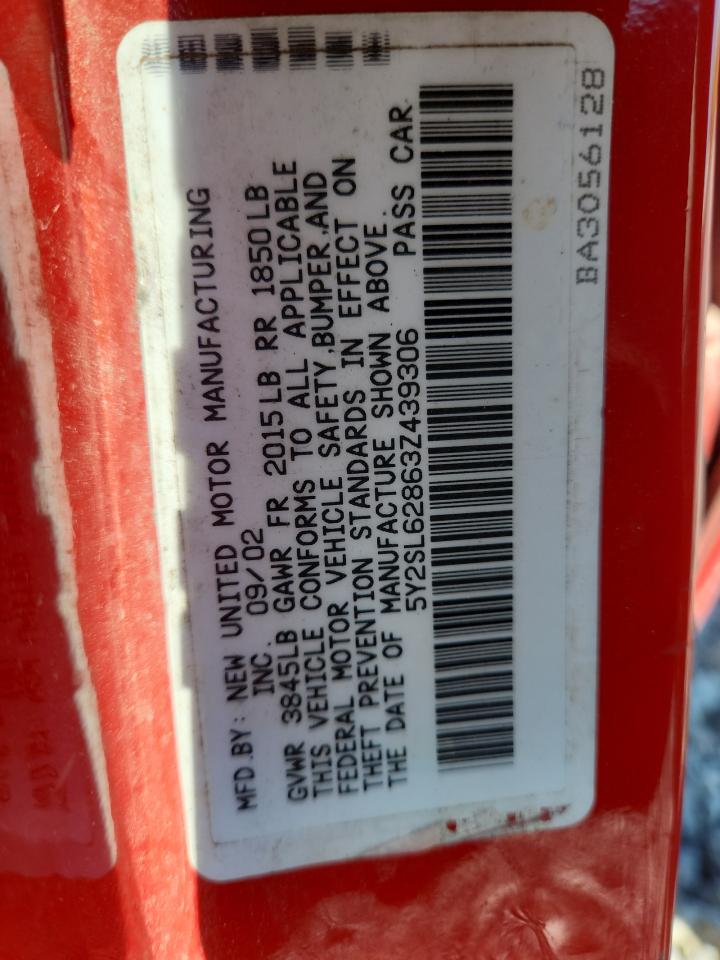 MFD.BY: NEW UNITED MOTOR MANUFACTURING
INC. 09/02
GVWR 3845LB GAWR FR 2015LB RR 1850LB
THIS VEHICLE CONFORMS TO ALL APPLICABLE
FEDERAL MOTOR VEHICLE SAFETY,BUMPER,AND
THEFT PREVENTION STANDARDS IN EFFECT ON
THE DATE OF MANUFACTURE SHOWN ABOVE.
5Y2SL62863Z439306 PASS CAR
BA3056128